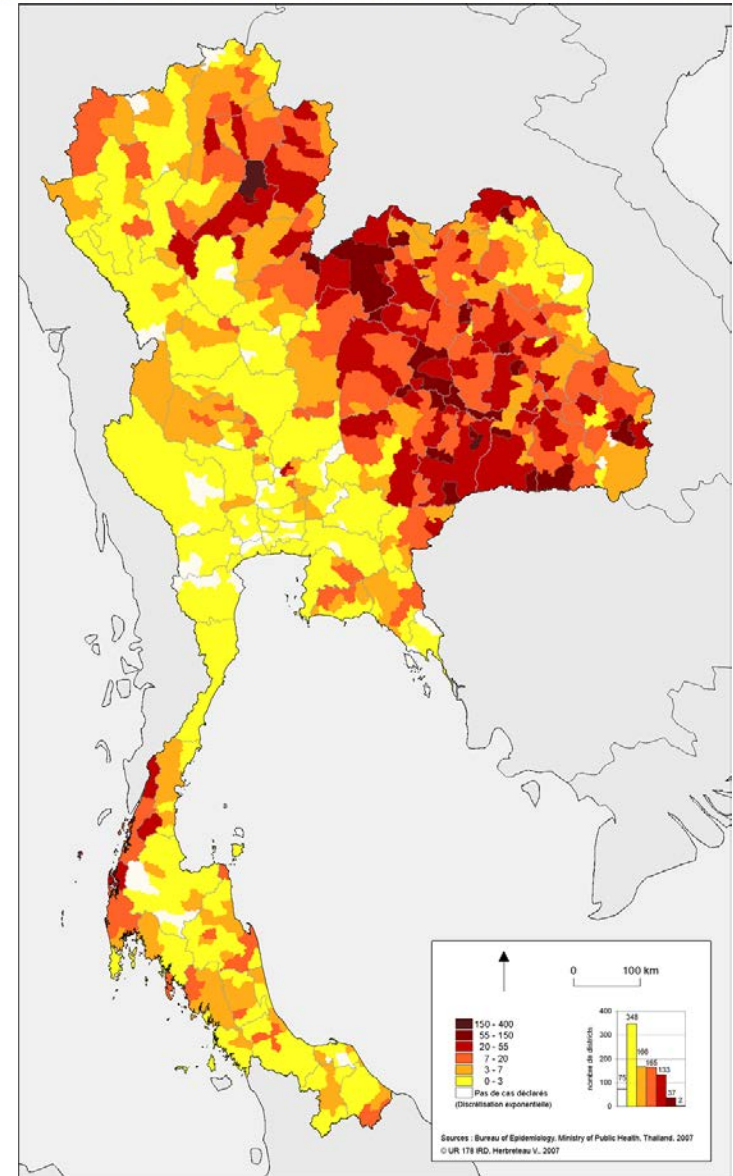 0 100 km
150 - 400
55 - 150
20 - 55
7 - 20
3 - 7
0 - 3
Pas de cas déclarés
(Discrétisation exponentielle)
nombre de districts
400
300
200
100
0
75
348
166
165
133
37
2
Sources : Bureau of Epidemiology, Ministry of Public Health, Thailand, 2007
© UR 178 IRD, Herbreteau V., 2007